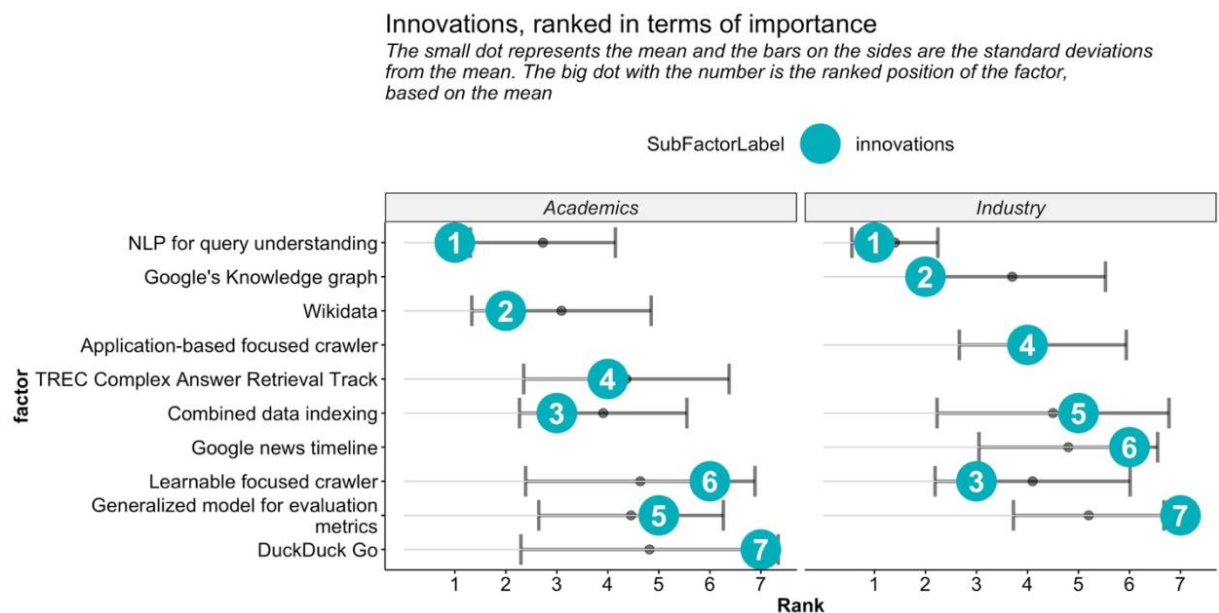 Innovations, ranked in terms of importance
The small dot represents the mean and the bars on the sides are the standard deviations
from the mean. The big dot with the number is the ranked position of the factor,
based on the mean
SubFactorLabel innovations
Academics Industry
NLP for query understanding 1 1
Google's Knowledge graph 2
Wikidata 2
Application-based focused crawler 4
TREC Complex Answer Retrieval Track 4
Combined data indexing 3 5
Google news timeline 6
Learnable focused crawler 6 3
Generalized model for evaluation
metrics 5 7
DuckDuck Go 7
factor
1 2 3 4 5 6 7 1 2 3 4 5 6 7
Rank